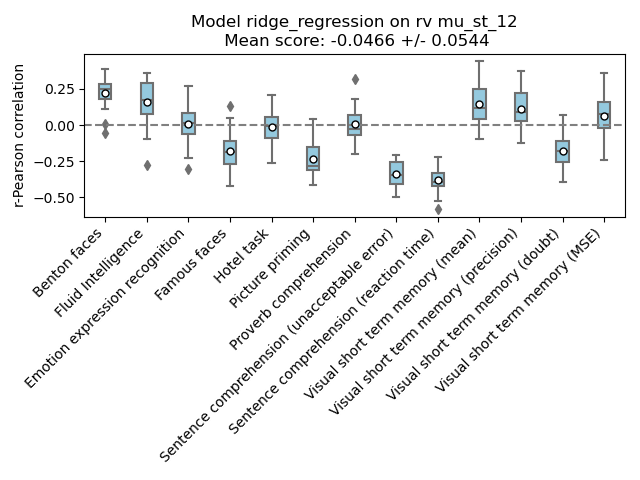 Model ridge_regression on rv mu_st_12
Mean score: -0.0466 +/- 0.0544
r-Pearson correlation
0.25
0.00
−0.25
−0.50
Benton faces
Fluid Intelligence
Emotion expression recognition
Famous faces
Hotel task
Picture priming
Proverb comprehension
Sentence comprehension (unacceptable error)
Sentence comprehension (reaction time)
Visual short term memory (mean)
Visual short term memory (precision)
Visual short term memory (doubt)
Visual short term memory (MSE)